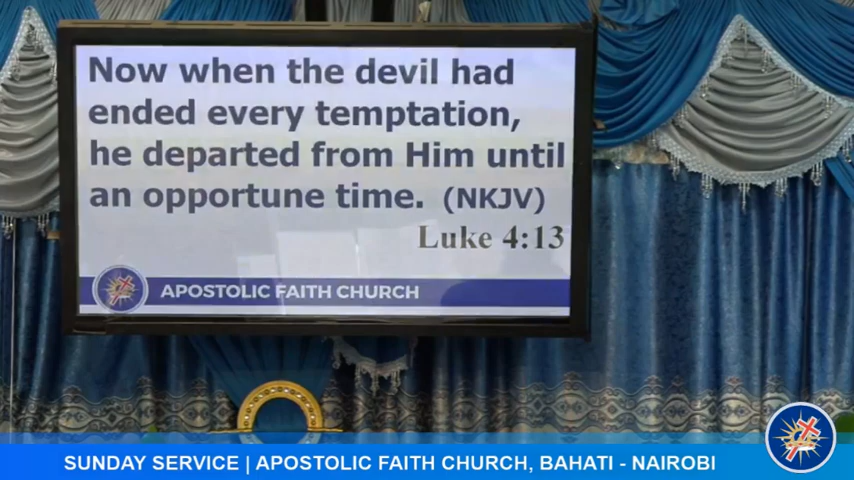 Now when the devil had
ended every temptation,
he departed from Him until
an opportune time. (NKJV)
Luke 4:13
APOSTOLIC FAITH CHURCH
SUNDAY SERVICE | APOSTOLIC FAITH CHURCH, BAHATI - NAIROBI